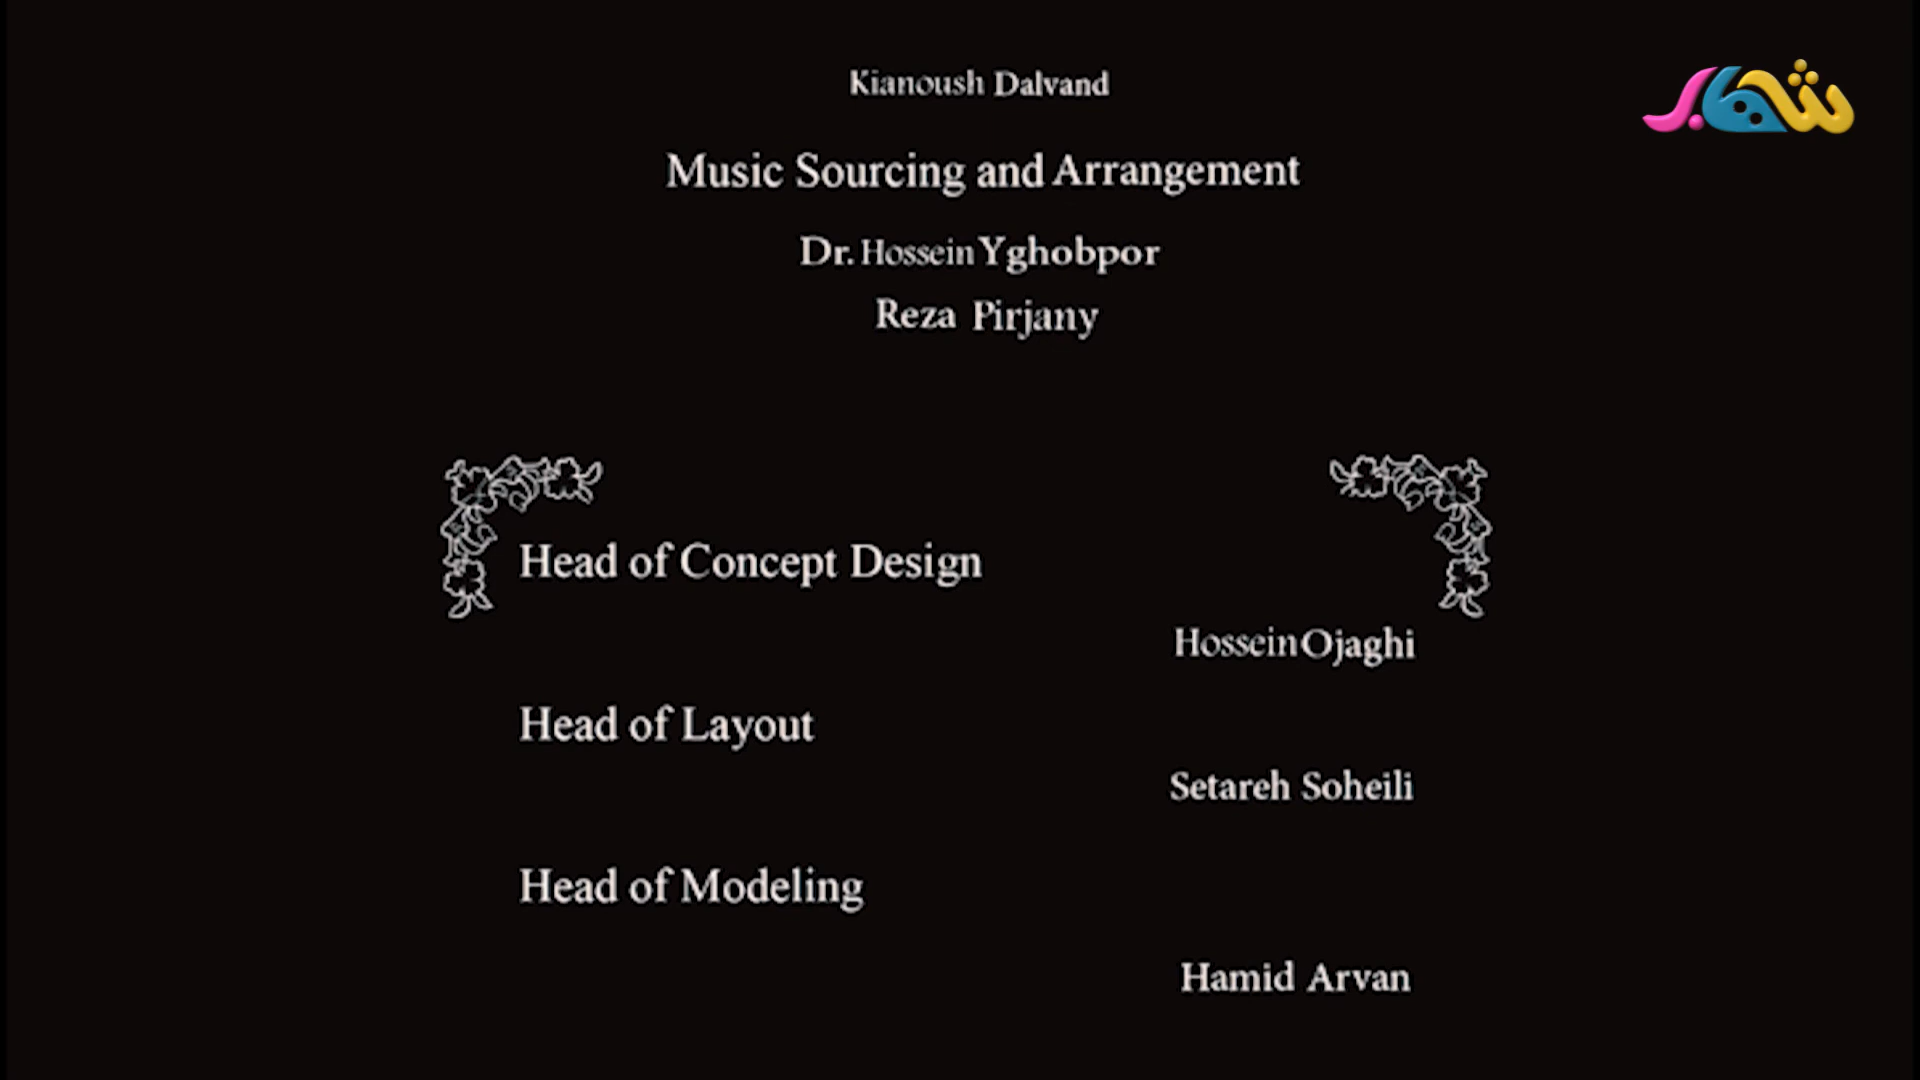 Kianoush Dalvand
Music Sourcing and Arrangement
Dr. Hossein Yghobpor
Reza Pirjany
Head of Concept Design
Hossein Ojaghi
Head of Layout
Setareh Soheili
Head of Modeling
Hamid Arvan